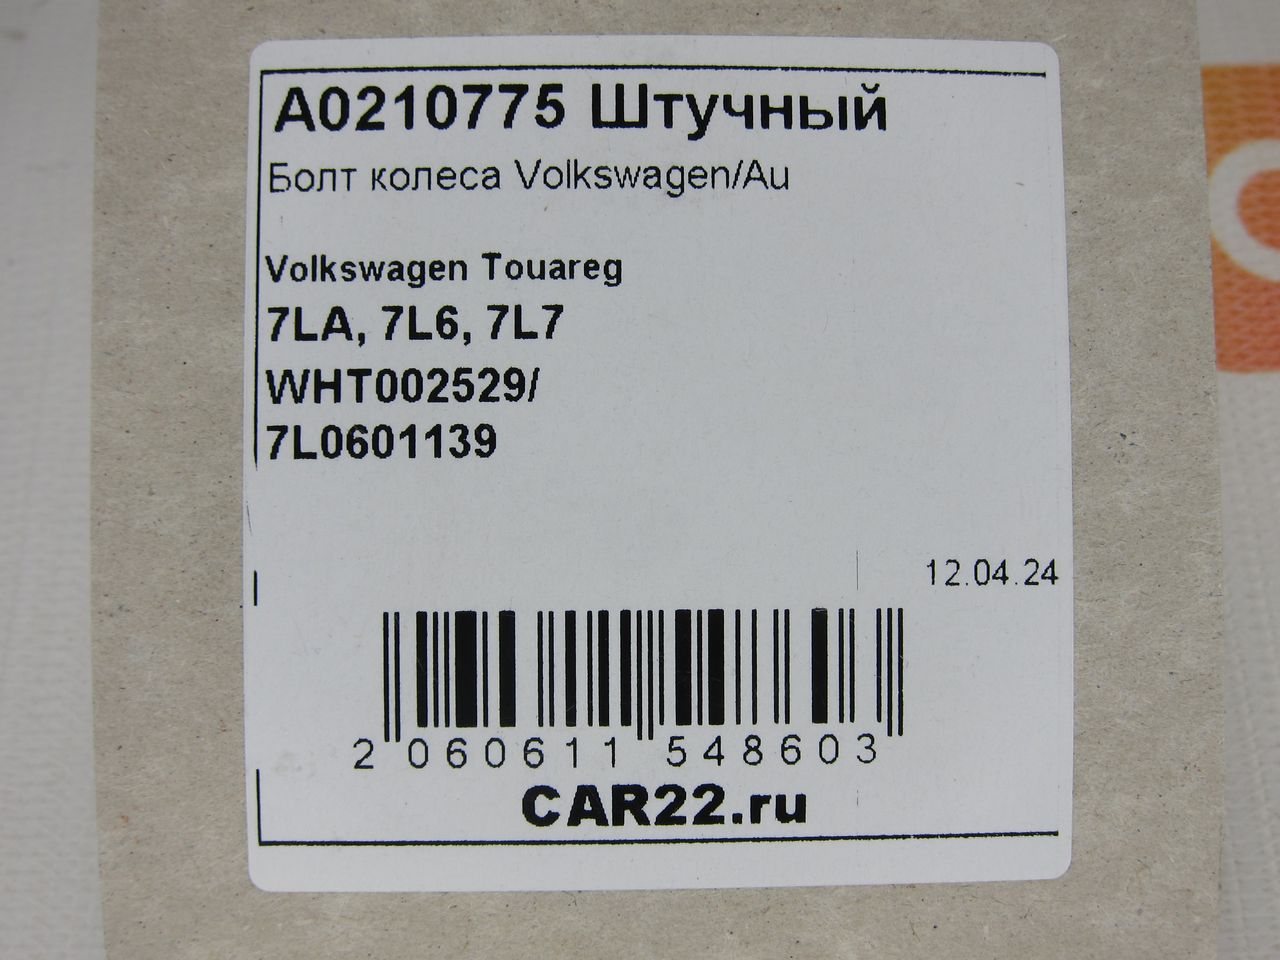 A0210775 Штучный
Болт колеса Volkswagen/Au
Volkswagen Touareg
7LA, 7L6, 7L7
WHT002529/
7L0601139
12.04.24
2 060611 548603
CAR22.ru